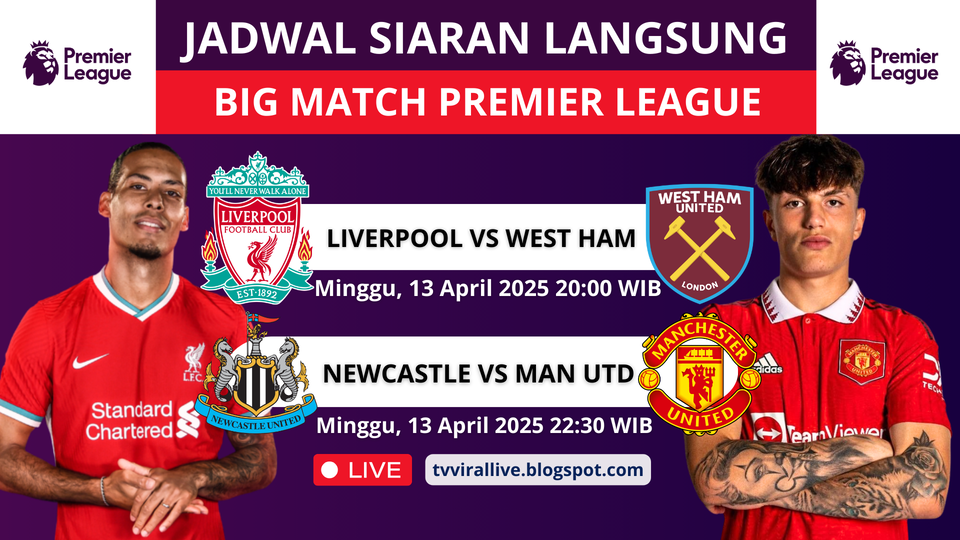 JADWAL SIARAN LANGSUNG
BIG MATCH PREMIER LEAGUE
Premier
League
Premier
League
YOU'LL NEVER WALK ALONE
LIVERPOOL
FOOTBALL CLUB
EST·1892
WEST HAM
UNITED
LONDON
LIVERPOOL VS WEST HAM
Minggu, 13 April 2025 20:00 WIB
NEWCASTLE UNITED
MANCHESTER
UNITED
NEWCASTLE VS MAN UTD
Minggu, 13 April 2025 22:30 WIB
LIVE
tvvirallive.blogspot.com
L.F.C.
Standard
Chartered
adidas
TeamViewer
TECH